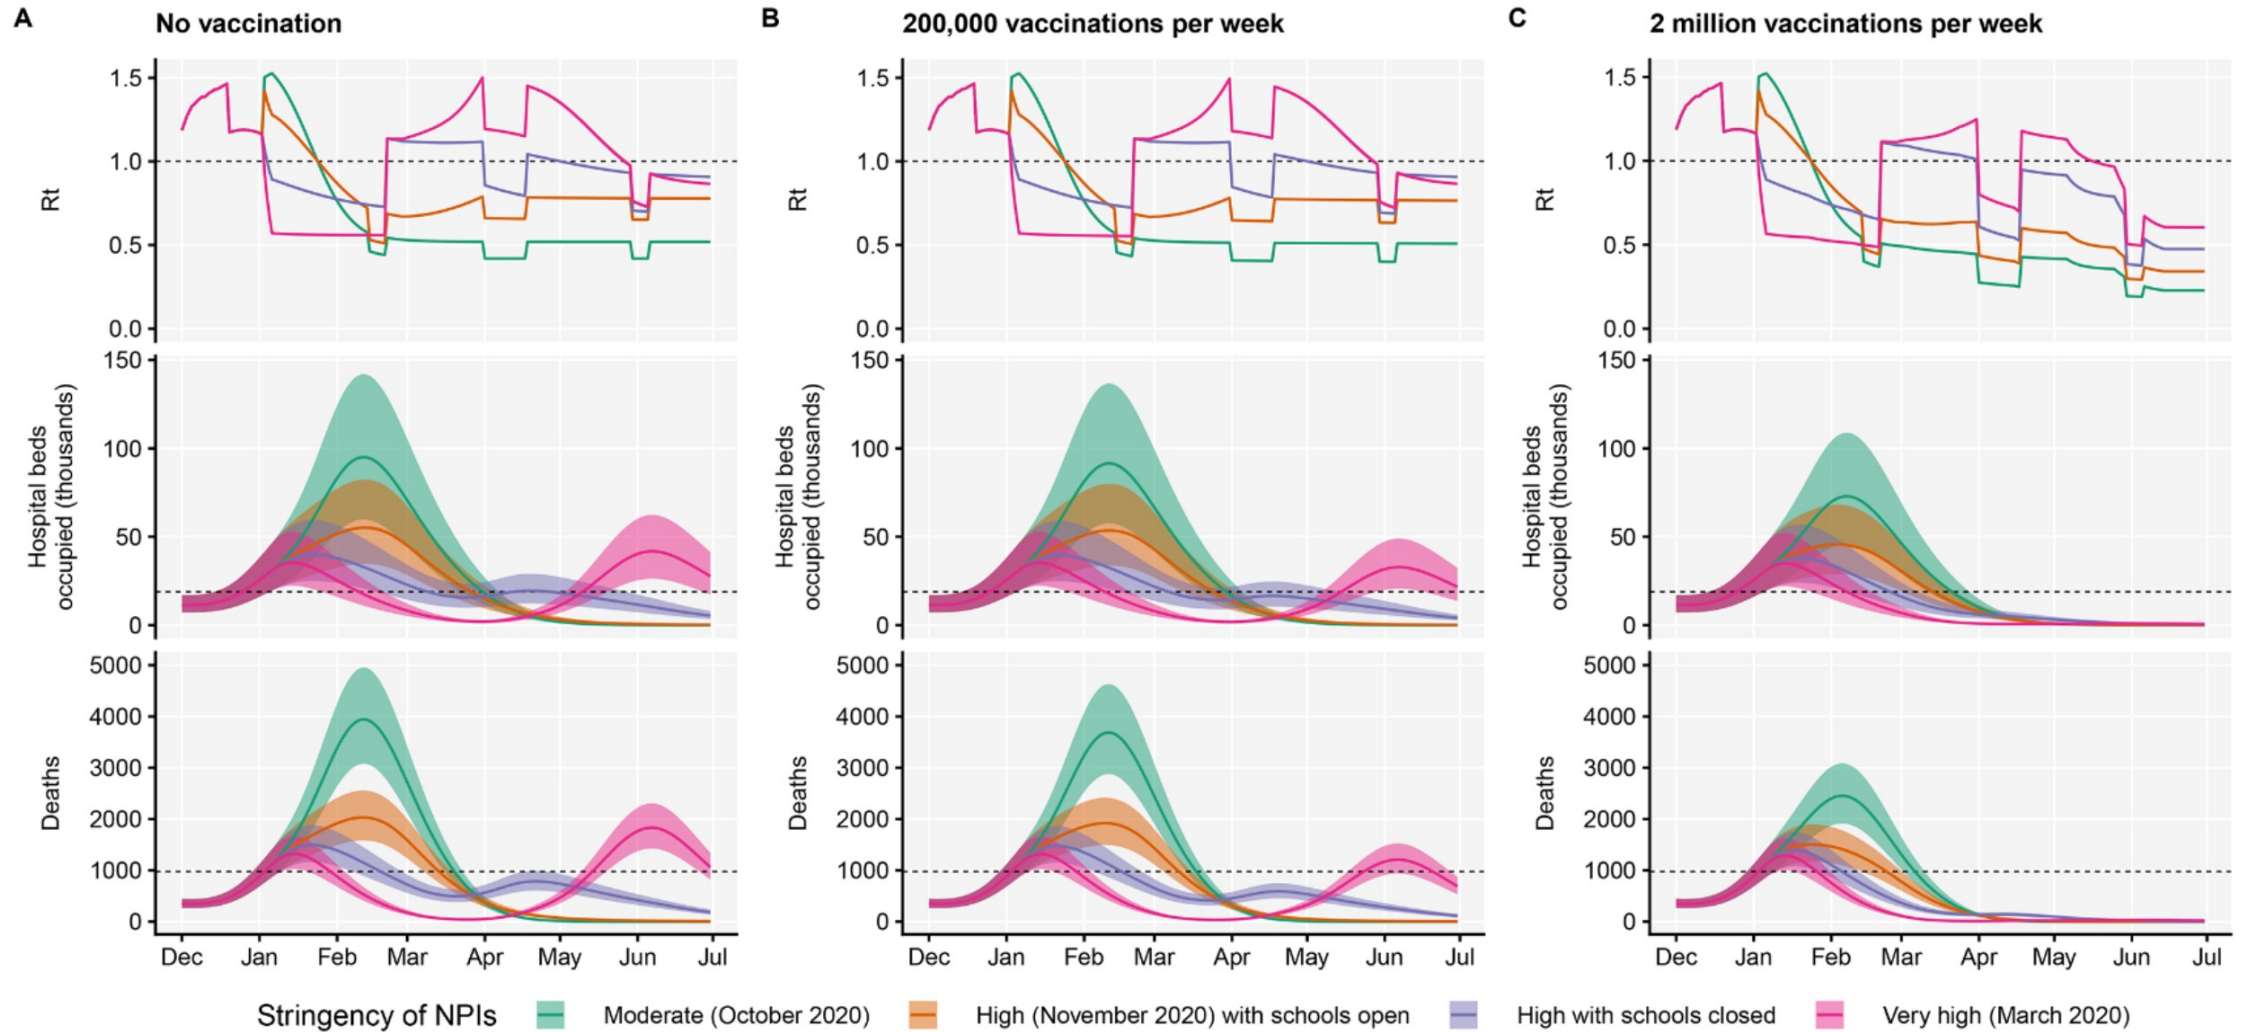 A
No vaccination
B
200,000 vaccinations per week
C
2 million vaccinations per week
Rt
1.5
1.0
0.5
0.0
Rt
1.5
1.0
0.5
0.0
Rt
1.5
1.0
0.5
0.0
Hospital beds
occupied (thousands)
150
100
50
0
Hospital beds
occupied (thousands)
150
100
50
0
Hospital beds
occupied (thousands)
150
100
50
0
Deaths
5000
4000
3000
2000
1000
0
Deaths
5000
4000
3000
2000
1000
0
Deaths
5000
4000
3000
2000
1000
0
Dec Jan Feb Mar Apr May Jun Jul
Dec Jan Feb Mar Apr May Jun Jul
Dec Jan Feb Mar Apr May Jun Jul
Stringency of NPIs Moderate (October 2020) High (November 2020) with schools open High with schools closed Very high (March 2020)